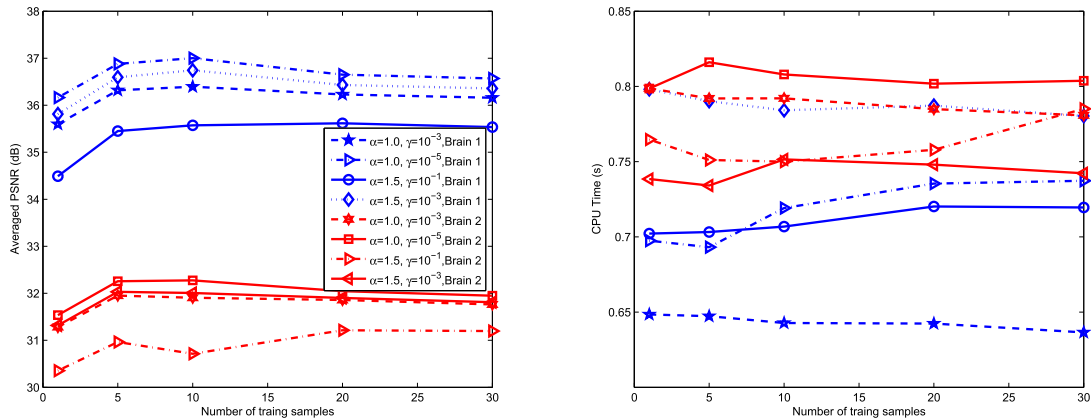 38
37
36
35
34
33
32
31
30
Averaged PSNR (dB)
0 5 10 15 20 25 30
Number of traing samples
α=1.0, γ=10⁻³,Brain 1
α=1.0, γ=10⁻⁵,Brain 1
α=1.5, γ=10⁻¹,Brain 1
α=1.5, γ=10⁻³,Brain 1
α=1.0, γ=10⁻³,Brain 2
α=1.0, γ=10⁻⁵,Brain 2
α=1.5, γ=10⁻¹,Brain 2
α=1.5, γ=10⁻³,Brain 2
0.85
0.8
0.75
0.7
0.65
CPU Time (s)
0 5 10 15 20 25 30
Number of traing samples